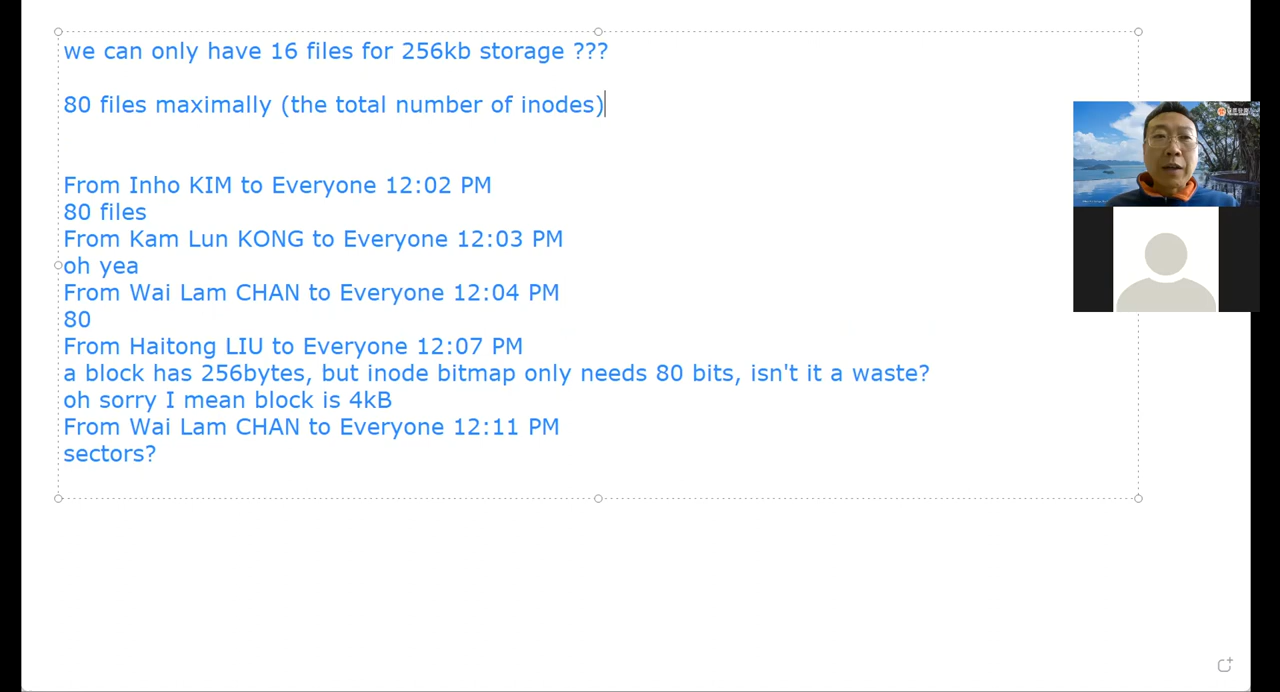 we can only have 16 files for 256kb storage ???
80 files maximally (the total number of inodes)
From Inho KIM to Everyone 12:02 PM
80 files
From Kam Lun KONG to Everyone 12:03 PM
oh yea
From Wai Lam CHAN to Everyone 12:04 PM
80
From Haitong LIU to Everyone 12:07 PM
a block has 256bytes, but inode bitmap only needs 80 bits, isn't it a waste?
oh sorry I mean block is 4kB
From Wai Lam CHAN to Everyone 12:11 PM
sectors?